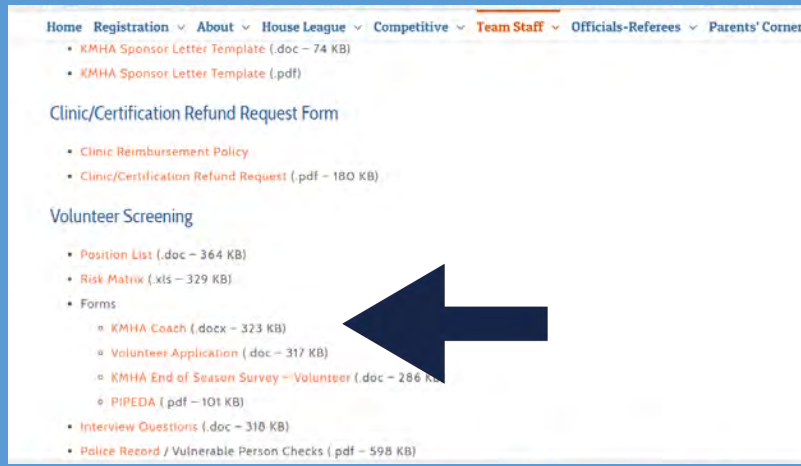 Home Registration About House League Competitive Team Staff Officials-Referees Parents' Corner
• KMHA Sponsor Letter Template (.doc – 74 KB)
• KMHA Sponsor Letter Template (.pdf)
Clinic/Certification Refund Request Form
• Clinic Reimbursement Policy
• Clinic/Certification Refund Request (.pdf – 180 KB)
Volunteer Screening
• Position List (.doc – 364 KB)
• Risk Matrix (.xls – 329 KB)
• Forms
KMHA Coach (.docx – 323 KB)
Volunteer Application (.doc – 317 KB)
KMHA End of Season Survey – Volunteer (.doc – 286 KB)
PIPEDA (.pdf – 101 KB)
• Interview Questions (.doc – 318 KB)
• Police Record / Vulnerable Person Checks (.pdf – 598 KB)